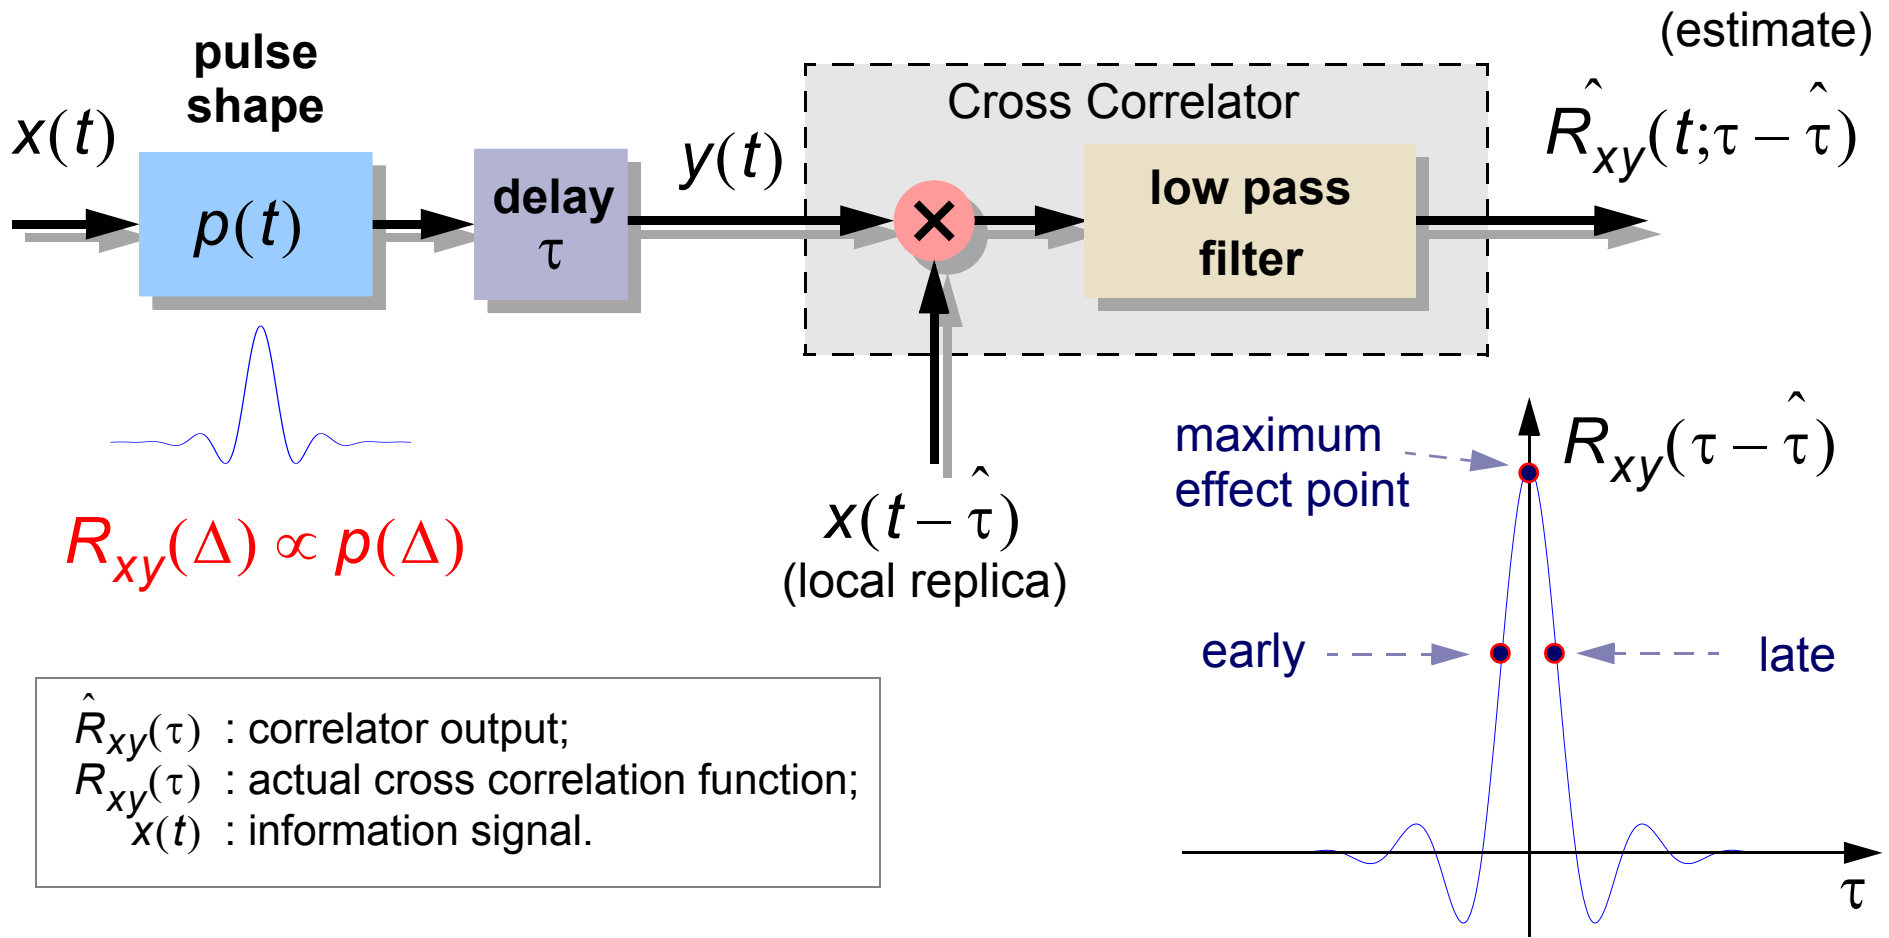 (estimate)
pulse
shape
Cross Correlator
x(t)
p(t)
delay
τ
y(t)
×
low pass
filter
R̂xy(t;τ – τ̂)
Rxy(Δ) ∝ p(Δ)
x(t – τ̂)
(local replica)
maximum
effect point
Rxy(τ – τ̂)
early
late
τ
R̂xy(τ) : correlator output;
Rxy(τ) : actual cross correlation function;
x(t) : information signal.